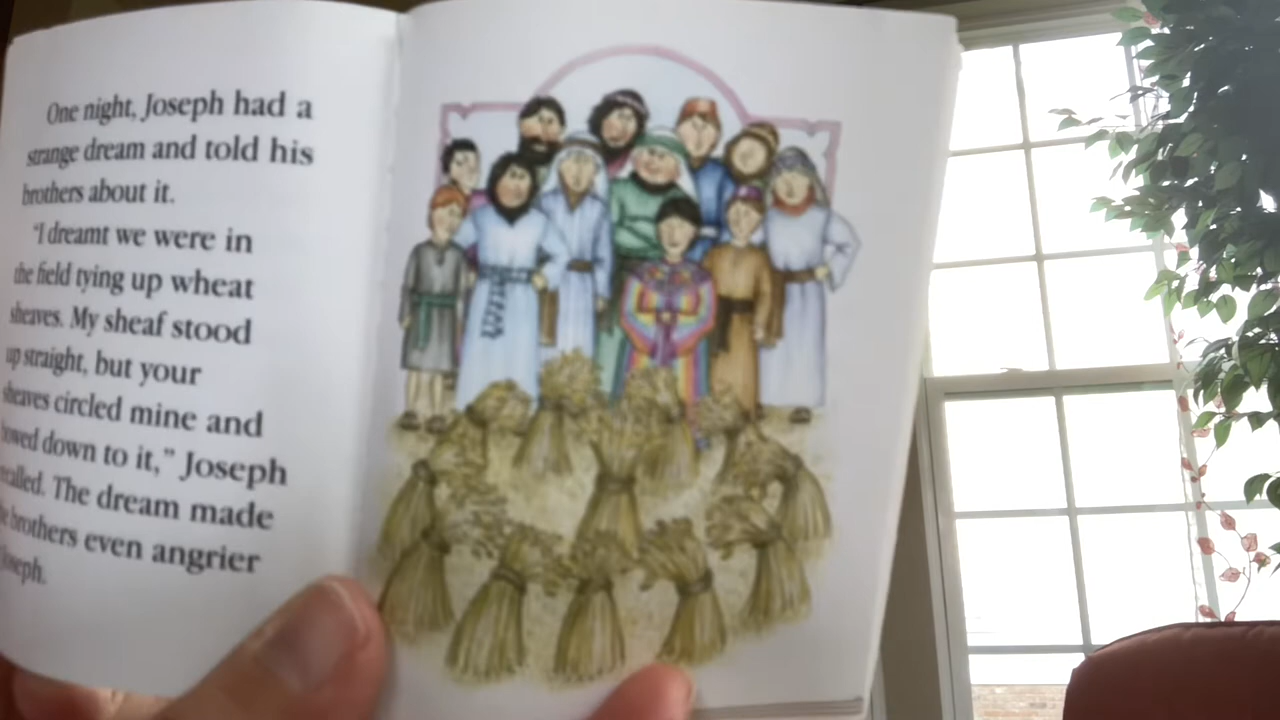 One night, Joseph had a
strange dream and told his
brothers about it.
"I dreamt we were in
the field tying up wheat
sheaves. My sheaf stood
up straight, but your
sheaves circled mine and
bowed down to it," Joseph
recalled. The dream made
the brothers even angrier
Joseph.